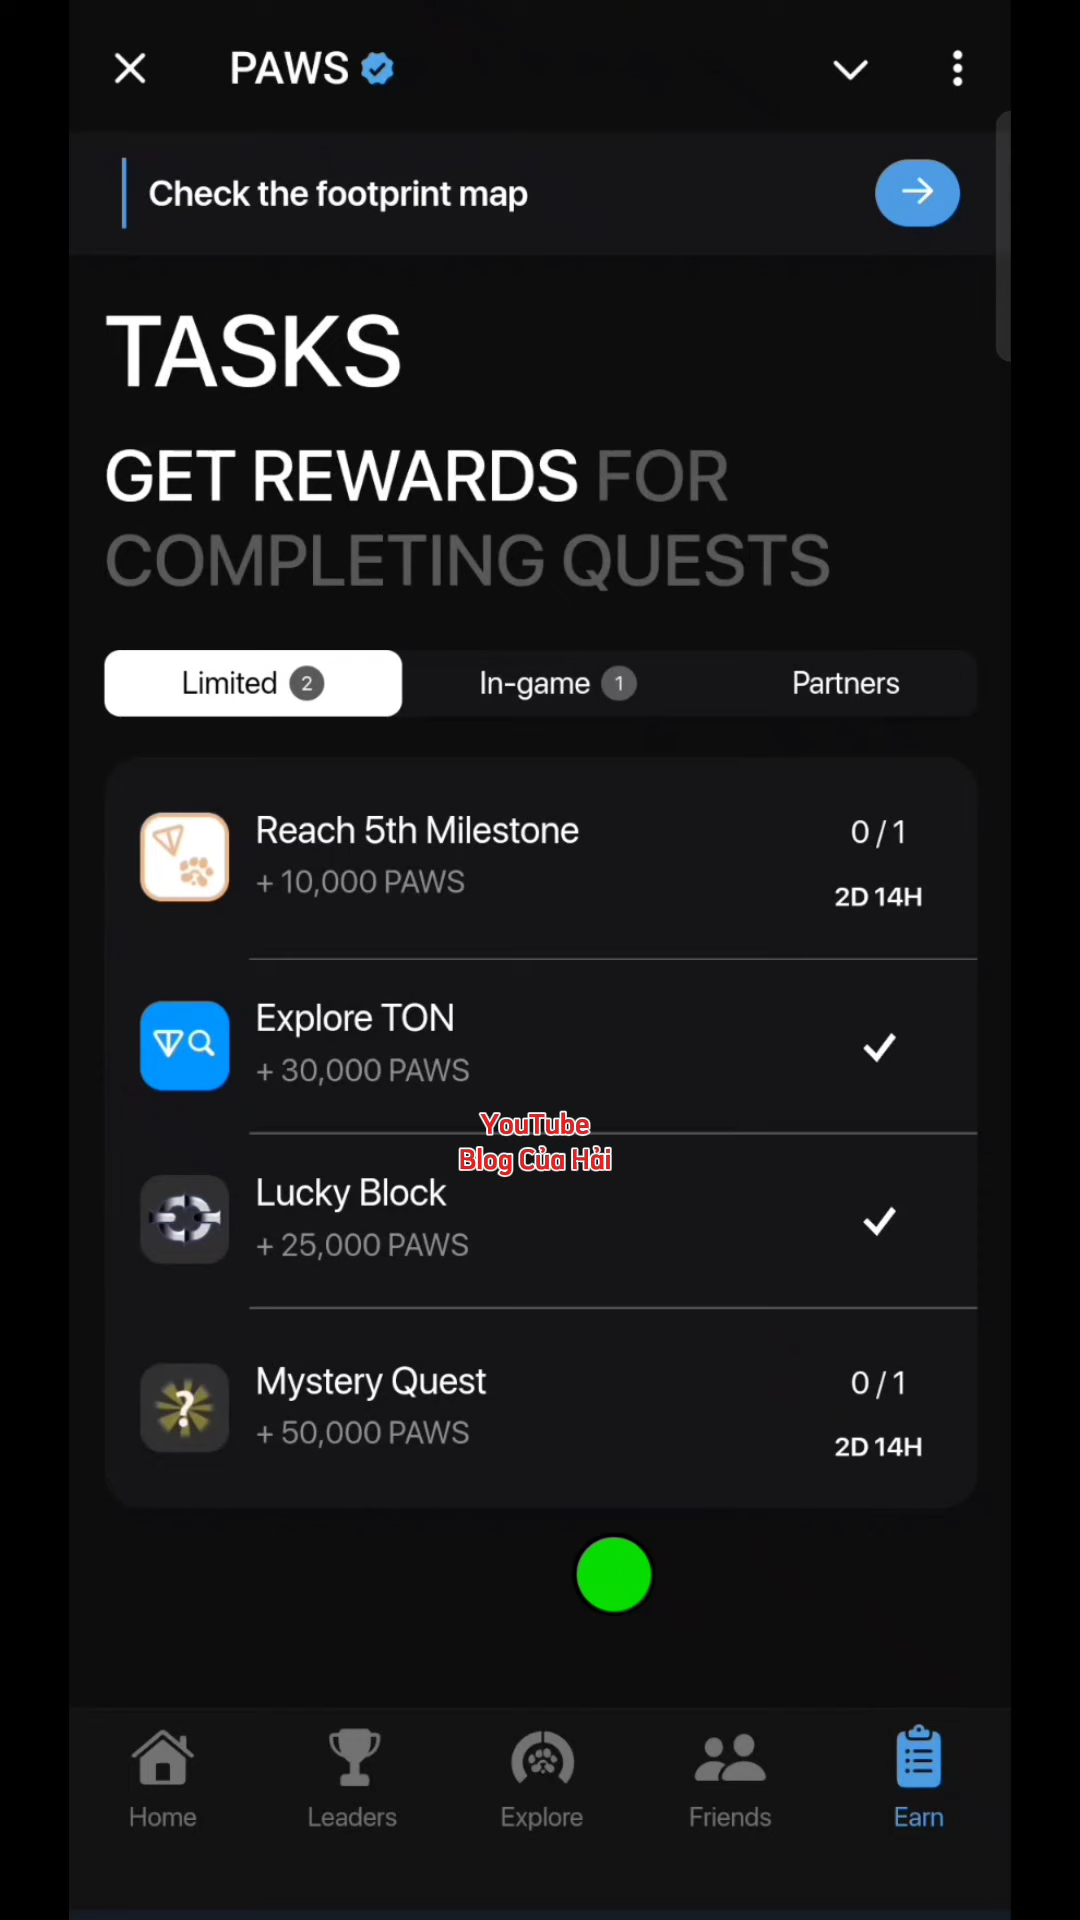 PAWS
Check the footprint map
TASKS
GET REWARDS FOR
COMPLETING QUESTS
Limited 2
In-game 1
Partners
Reach 5th Milestone
0 / 1
+ 10,000 PAWS
2D 14H
Explore TON
+ 30,000 PAWS
YouTube
Blog Của Hải
Lucky Block
+ 25,000 PAWS
Mystery Quest
0 / 1
+ 50,000 PAWS
2D 14H
Home
Leaders
Explore
Friends
Earn